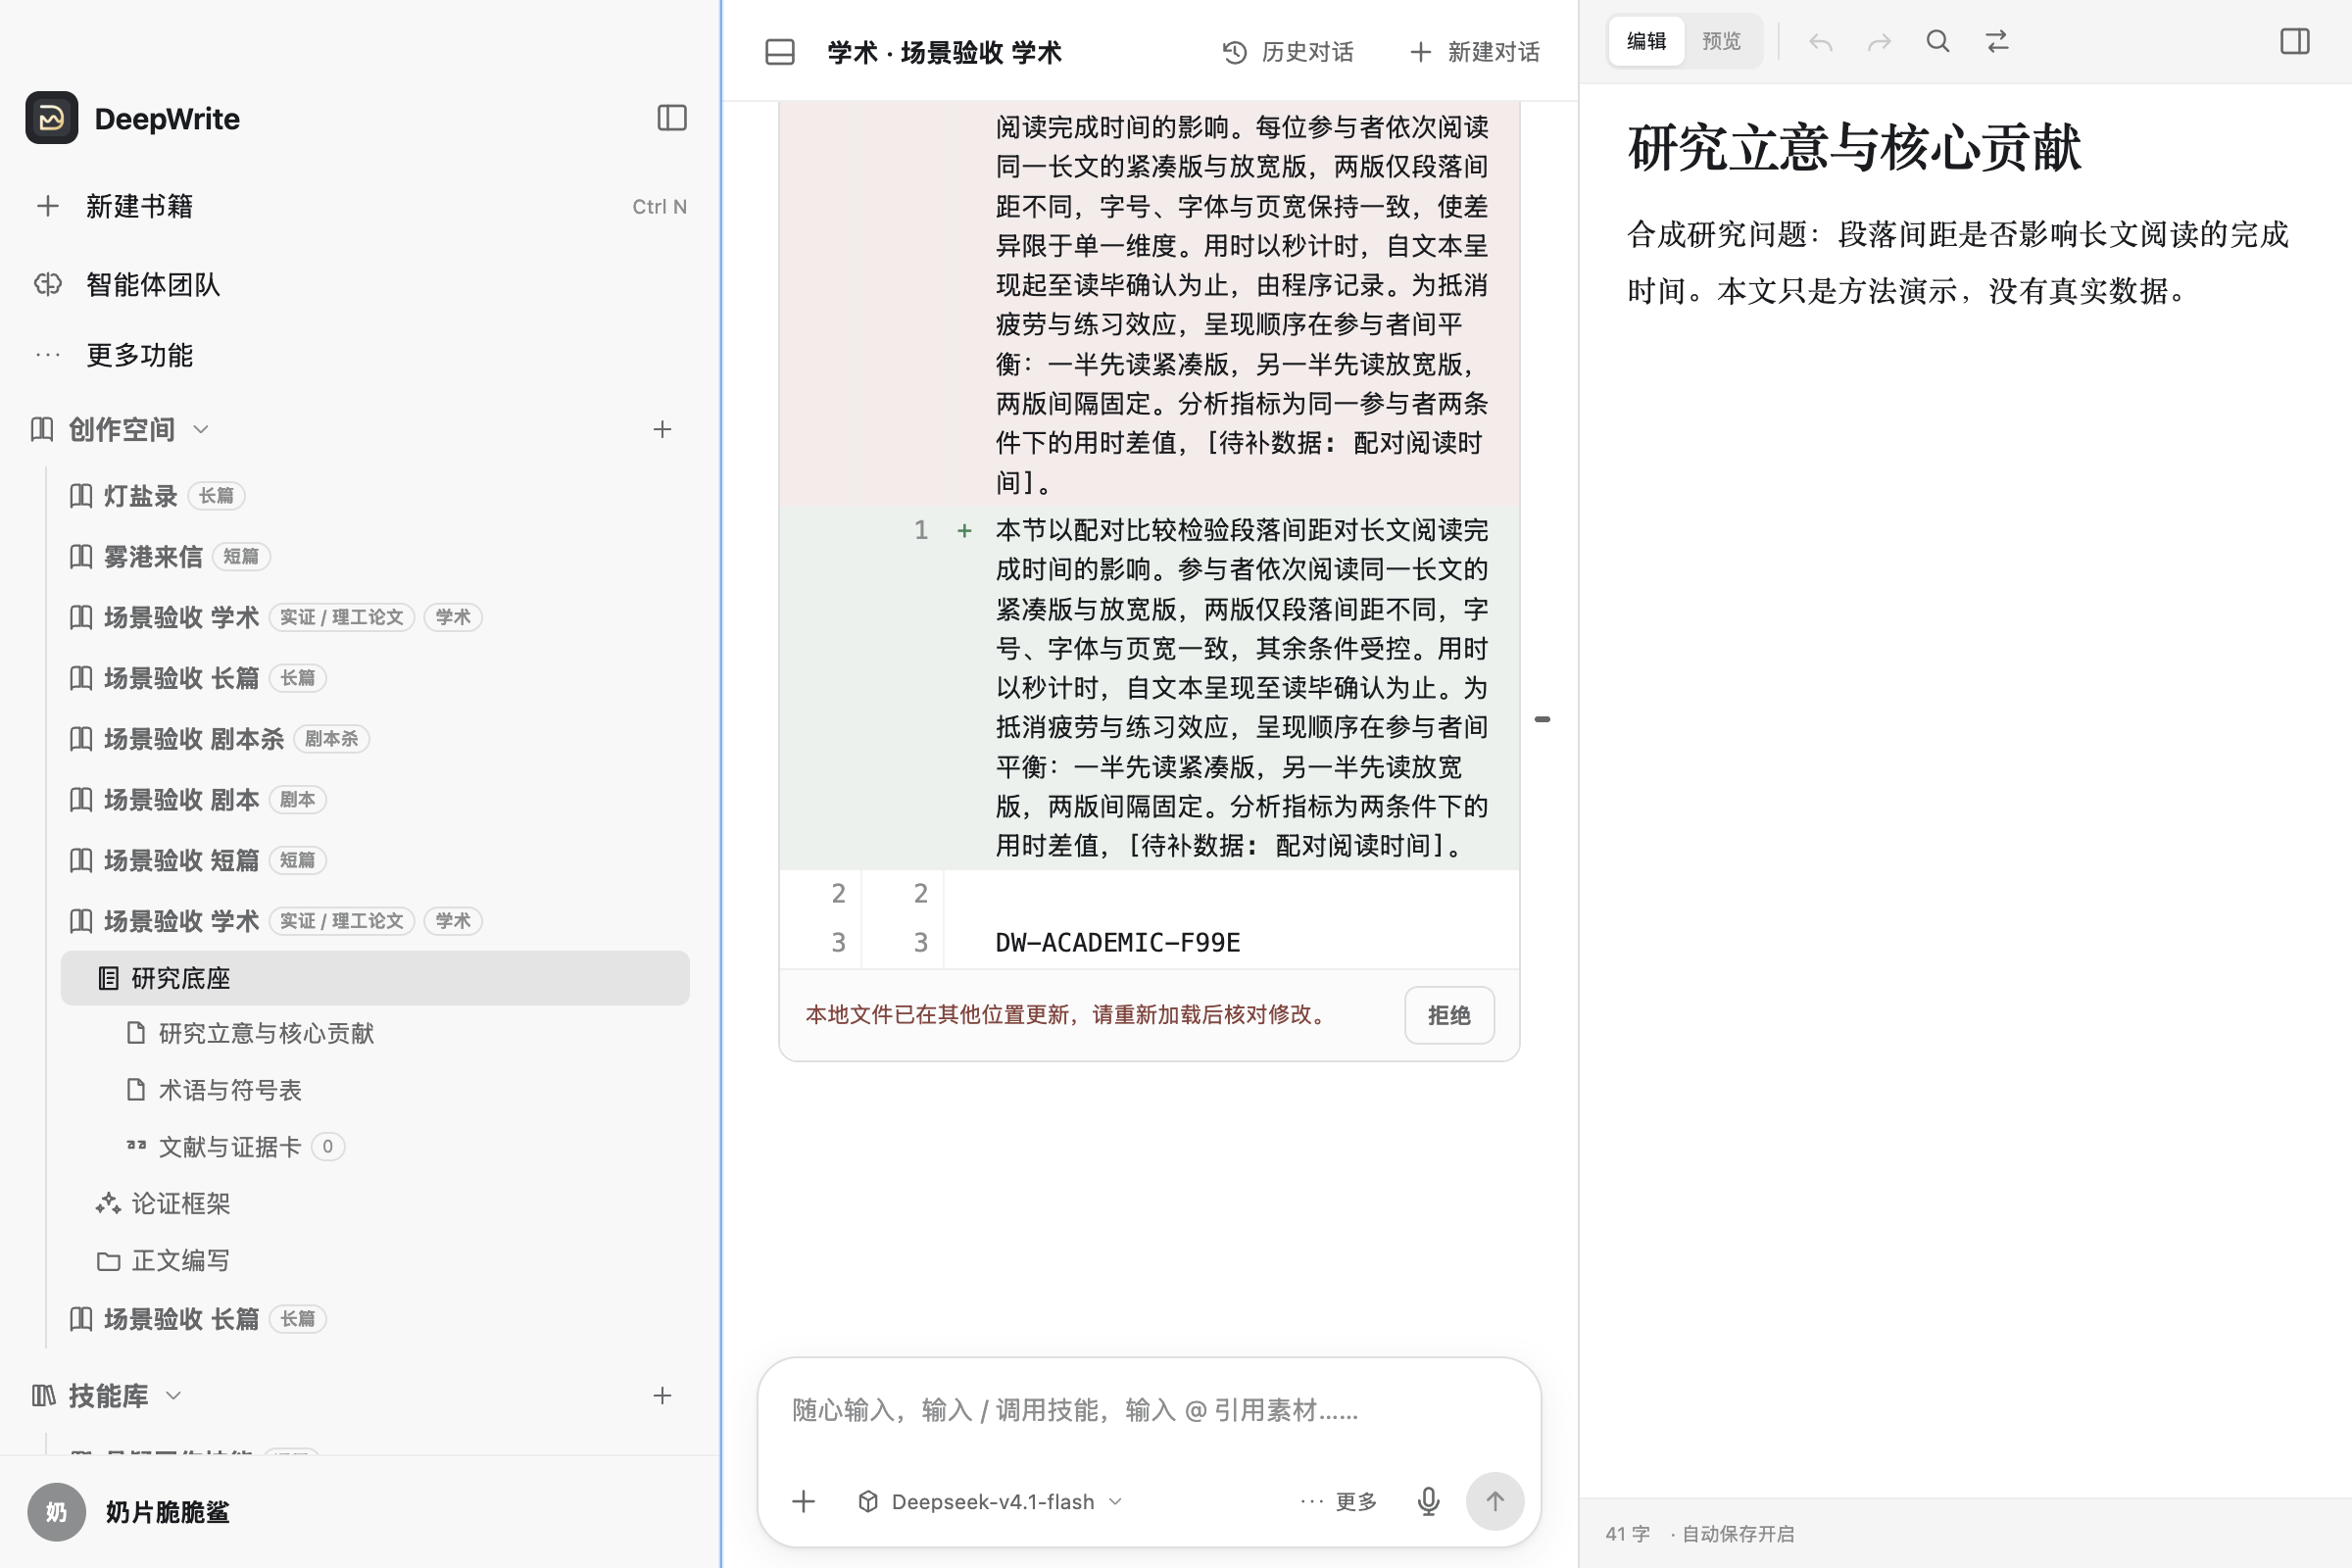 DeepWrite
新建书籍 Ctrl N
智能体团队
更多功能
创作空间
灯盐录 长篇
雾港来信 短篇
场景验收 学术 实证 / 理工论文 学术
场景验收 长篇 长篇
场景验收 剧本杀 剧本杀
场景验收 剧本 剧本
场景验收 短篇 短篇
场景验收 学术 实证 / 理工论文 学术
研究底座
研究立意与核心贡献
术语与符号表
文献与证据卡 0
论证框架
正文编写
场景验收 长篇 长篇
技能库
奶 奶片脆脆鲨
学术 · 场景验收 学术 历史对话 新建对话
阅读完成时间的影响。每位参与者依次阅读
同一长文的紧凑版与放宽版，两版仅段落间
距不同，字号、字体与页宽保持一致，使差
异限于单一维度。用时以秒计时，自文本呈
现起至读毕确认为止，由程序记录。为抵消
疲劳与练习效应，呈现顺序在参与者间平
衡：一半先读紧凑版，另一半先读放宽版，
两版间隔固定。分析指标为同一参与者两条
件下的用时差值，[待补数据: 配对阅读时
间]。
1 + 本节以配对比较检验段落间距对长文阅读完
成时间的影响。参与者依次阅读同一长文的
紧凑版与放宽版，两版仅段落间距不同，字
号、字体与页宽一致，其余条件受控。用时
以秒计时，自文本呈现至读毕确认为止。为
抵消疲劳与练习效应，呈现顺序在参与者间
平衡：一半先读紧凑版，另一半先读放宽
版，两版间隔固定。分析指标为两条件下的
用时差值，[待补数据: 配对阅读时间]。
2 2
3 3 DW-ACADEMIC-F99E
本地文件已在其他位置更新，请重新加载后核对修改。 拒绝
随心输入，输入 / 调用技能，输入 @ 引用素材......
Deepseek-v4.1-flash ··· 更多
编辑 预览
研究立意与核心贡献
合成研究问题：段落间距是否影响长文阅读的完成
时间。本文只是方法演示，没有真实数据。
41 字 · 自动保存开启